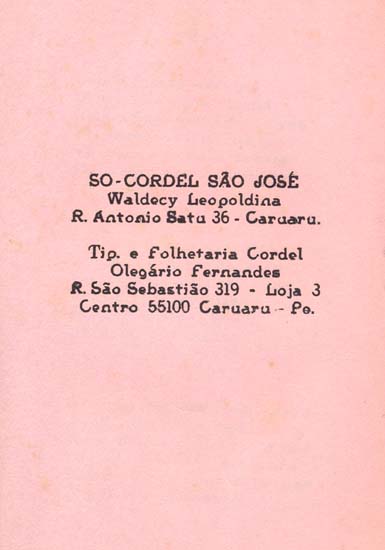 SO-CORDEL SÃO JOSÉ
Waldecy Leopoldina
R. Antonio Satu 36 - Caruaru.
Tip. e Folhetaria Cordel
Olegário Fernandes
R. São Sebastião 319 - Loja 3
Centro 55100 Caruaru - Pe.